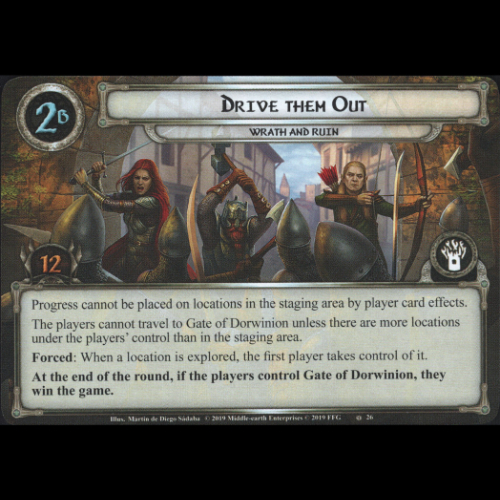 2B
DRIVE THEM OUT
WRATH AND RUIN
12
Progress cannot be placed on locations in the staging area by player card effects.
The players cannot travel to Gate of Dorwinion unless there are more locations
under the players' control than in the staging area.
Forced: When a location is explored, the first player takes control of it.
At the end of the round, if the players control Gate of Dorwinion, they
win the game.
Illus. Martin de Diego Sádaba © 2019 Middle-earth Enterprises © 2019 FFG 26